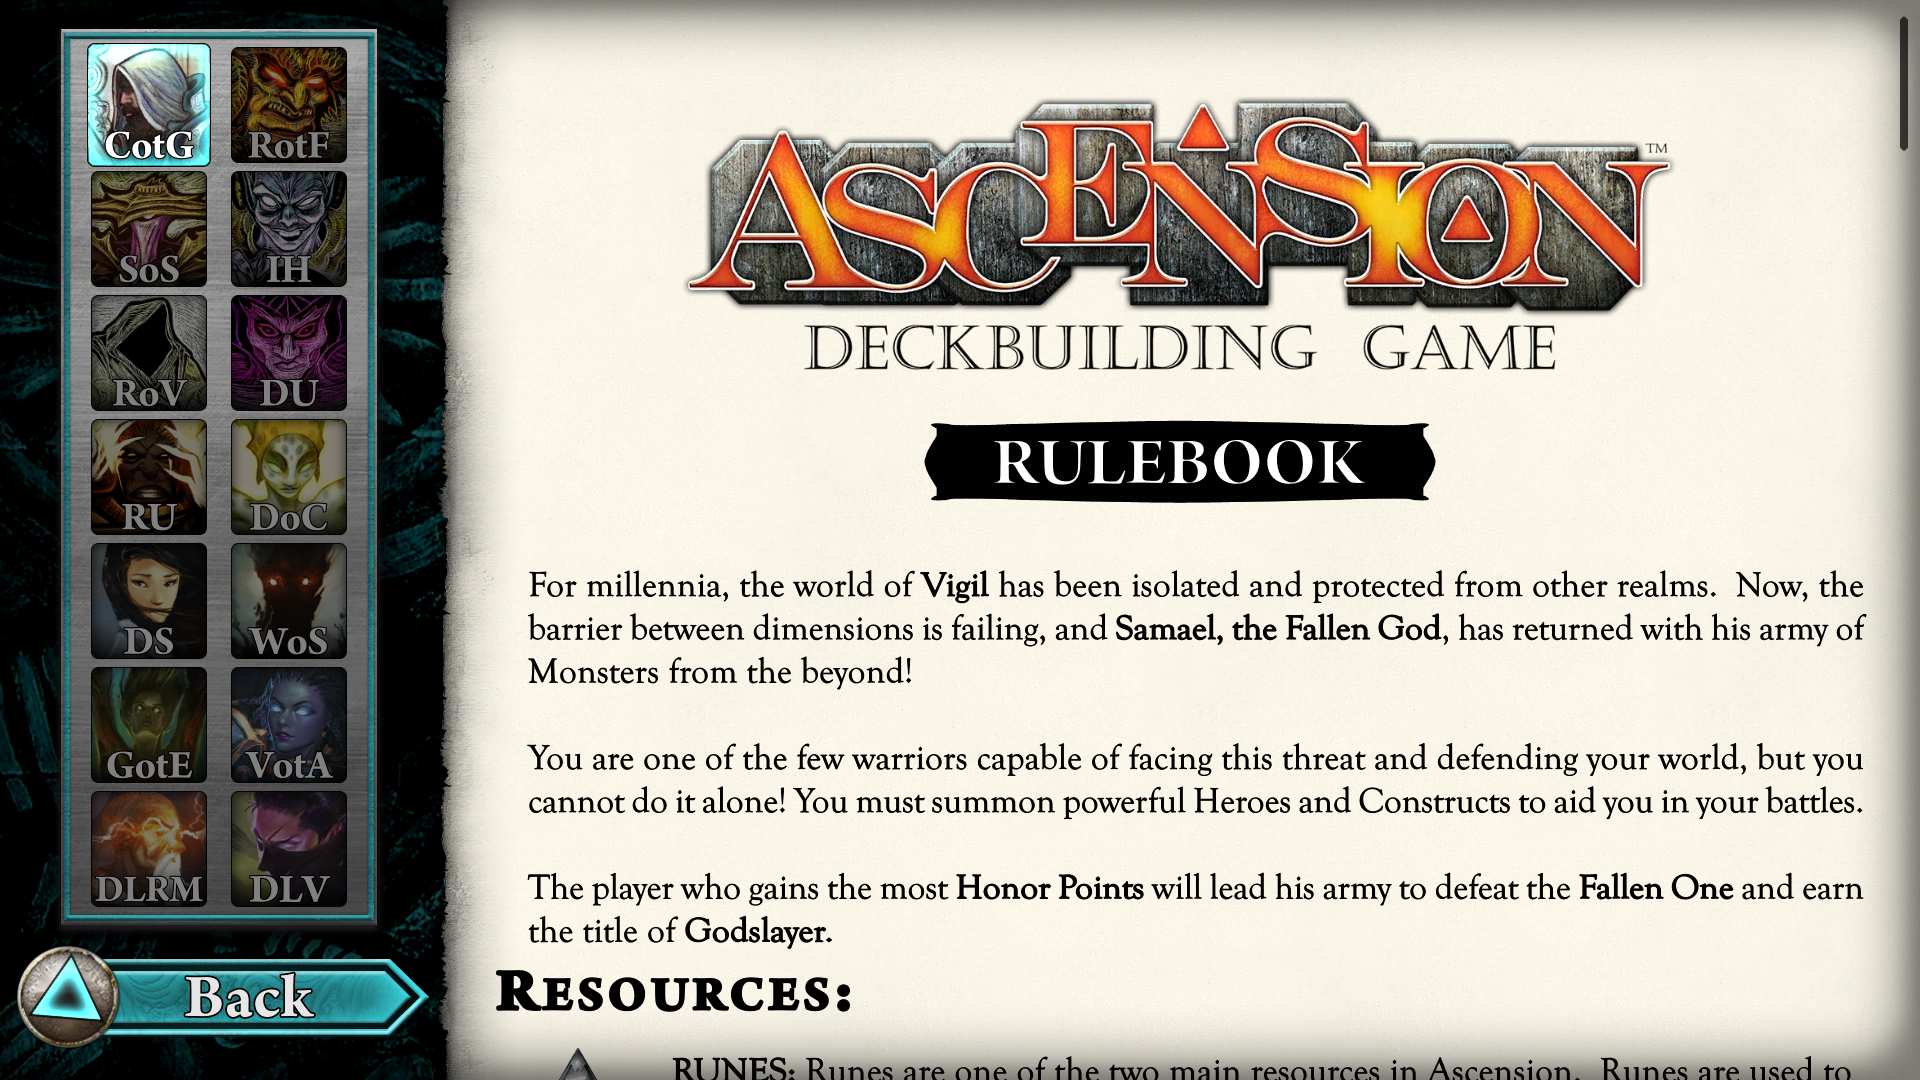 CotG RotF
SoS IH
RoV DU
RU DoC
DS WoS
GotE VotA
DLRM DLV
Back
ASCENSION™
DECKBUILDING GAME
RULEBOOK
For millennia, the world of Vigil has been isolated and protected from other realms. Now, the
barrier between dimensions is failing, and Samael, the Fallen God, has returned with his army of
Monsters from the beyond!
You are one of the few warriors capable of facing this threat and defending your world, but you
cannot do it alone! You must summon powerful Heroes and Constructs to aid you in your battles.
The player who gains the most Honor Points will lead his army to defeat the Fallen One and earn
the title of Godslayer.
RESOURCES:
RUNES: Runes are one of the two main resources in Ascension. Runes are used to